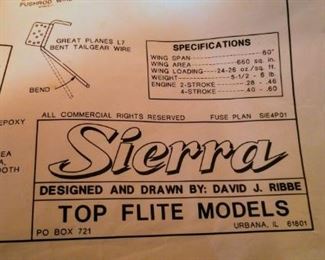 PUSHROD WIRE
GREAT PLANES L7
BENT TAILGEAR WIRE
BEND
SPECIFICATIONS
WING SPAN 60"
WING AREA 660 sq. in.
WING LOADING 24-26 oz/sq. ft.
WEIGHT 5-1/2 - 6 lb.
ENGINE 2-STROKE .28 - .46
4-STROKE .40 - .60
ALL COMMERCIAL RIGHTS RESERVED FUSE PLAN SIE4P01
EPOXY
EA
OOTH
Sierra
DESIGNED AND DRAWN BY: DAVID J. RIBBE
TOP FLITE MODELS
PO BOX 721 URBANA, IL 61801